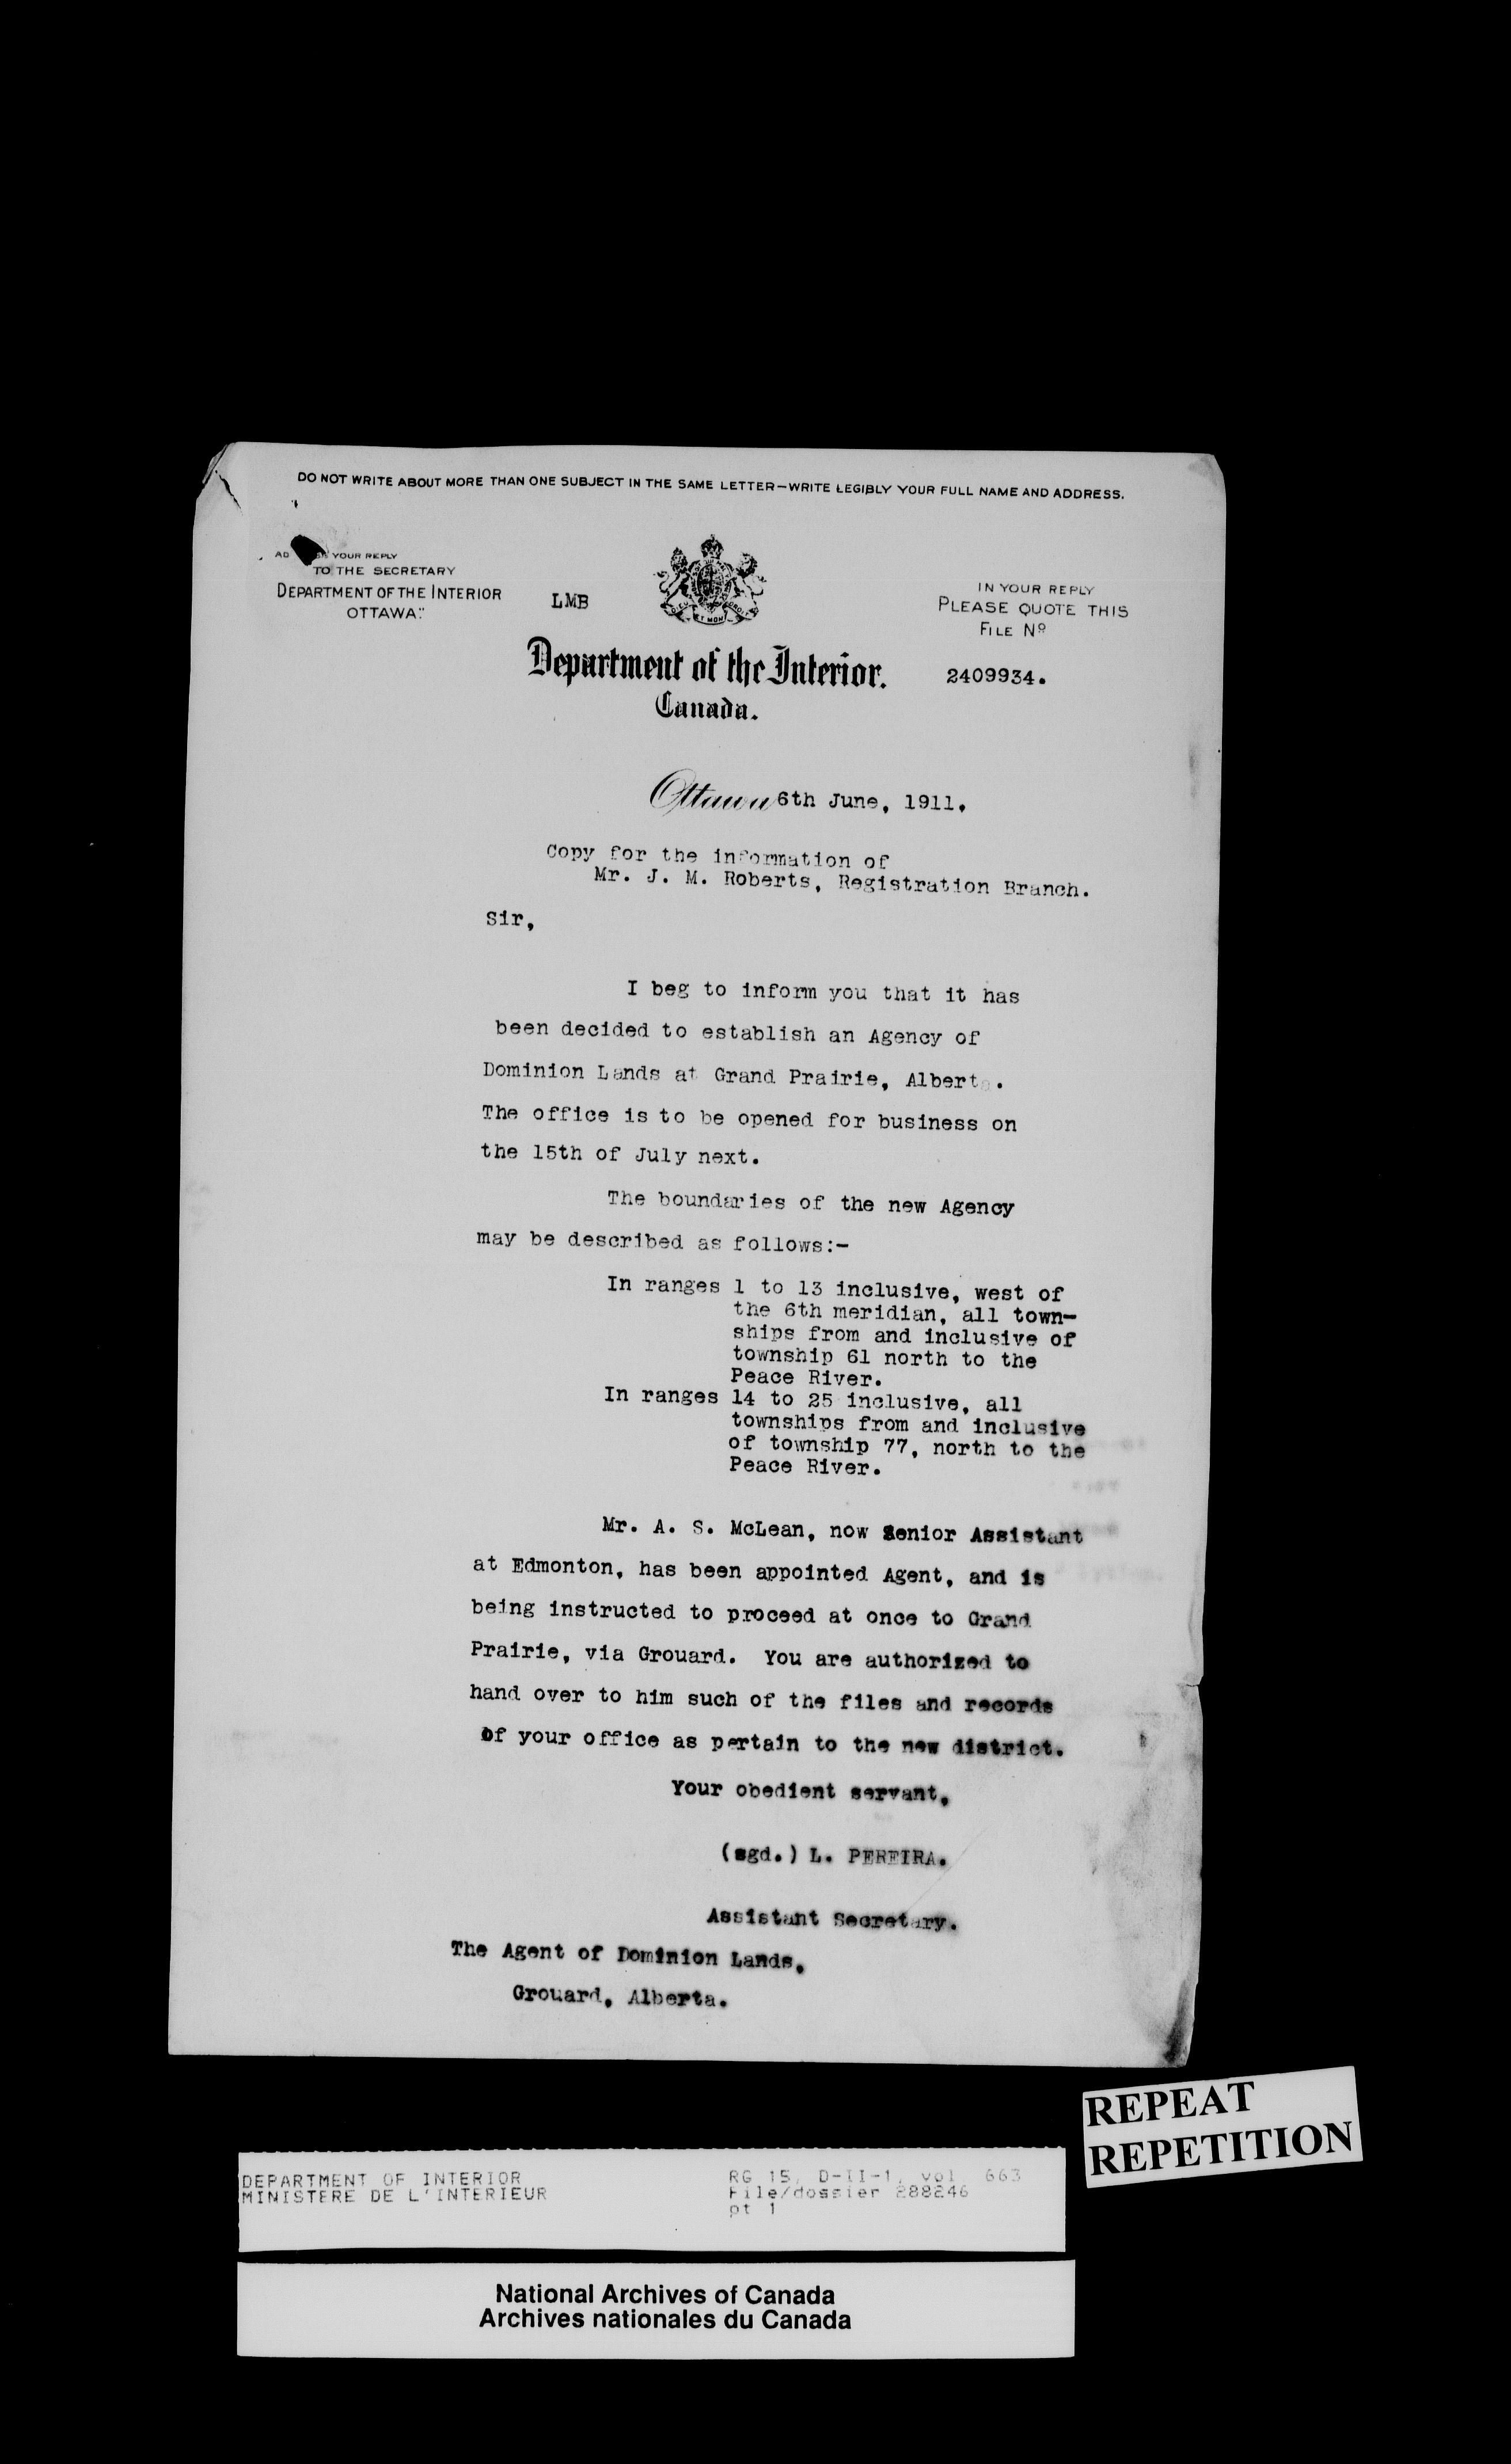 DO NOT WRITE ABOUT MORE THAN ONE SUBJECT IN THE SAME LETTER—WRITE LEGIBLY YOUR FULL NAME AND ADDRESS.
YOUR REPLY
TO THE SECRETARY
DEPARTMENT OF THE INTERIOR
OTTAWA."
LMB
IN YOUR REPLY
PLEASE QUOTE THIS
FILE Nº
Department of the Interior.
2409934.
Canada.
Ottawa 6th June, 1911.
Copy for the information of
Mr. J. M. Roberts, Registration Branch.
Sir,
I beg to inform you that it has
been decided to establish an Agency of
Dominion Lands at Grand Prairie, Alberta.
The office is to be opened for business on
the 15th of July next.
The boundaries of the new Agency
may be described as follows:-
In ranges 1 to 13 inclusive, west of
the 6th meridian, all town-
ships from and inclusive of
township 61 north to the
Peace River.
In ranges 14 to 25 inclusive, all
townships from and inclusive
of township 77, north to the
Peace River.
Mr. A. S. McLean, now Senior Assistant
at Edmonton, has been appointed Agent, and is
being instructed to proceed at once to Grand
Prairie, via Grouard. You are authorized to
hand over to him such of the files and records
of your office as pertain to the new district.
Your obedient servant,
(sgd.) L. PEREIRA.
Assistant Secretary.
The Agent of Dominion Lands,
Grouard, Alberta.
REPEAT
REPETITION
DEPARTMENT OF INTERIOR
MINISTERE DE L'INTERIEUR
RG 15, D-II-1, vol 663
File/dossier 288246
pt 1
National Archives of Canada
Archives nationales du Canada